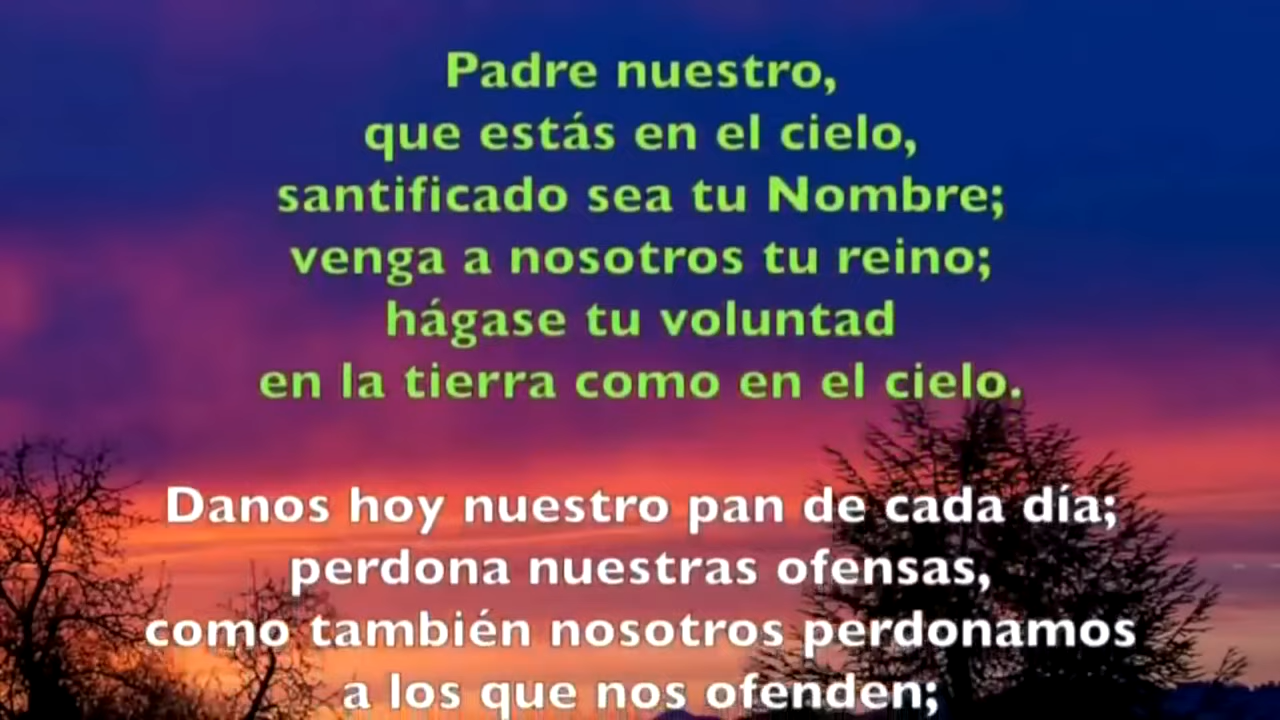 Padre nuestro,
que estás en el cielo,
santificado sea tu Nombre;
venga a nosotros tu reino;
hágase tu voluntad
en la tierra como en el cielo.
Danos hoy nuestro pan de cada día;
perdona nuestras ofensas,
como también nosotros perdonamos
a los que nos ofenden;